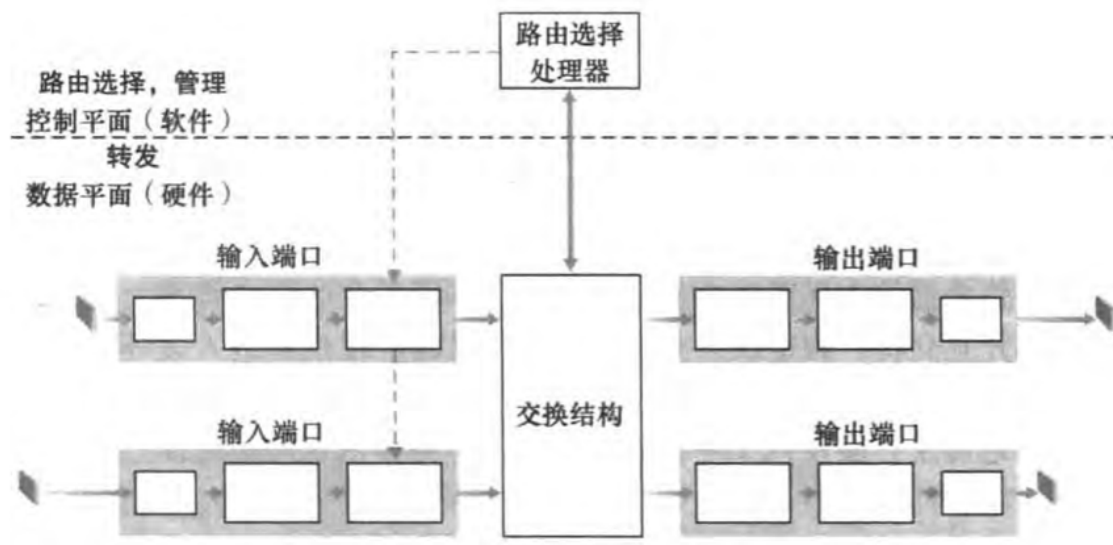 路由选择
处理器
路由选择，管理
控制平面（软件）
转发
数据平面（硬件）
输入端口
输出端口
交换结构
输入端口
输出端口